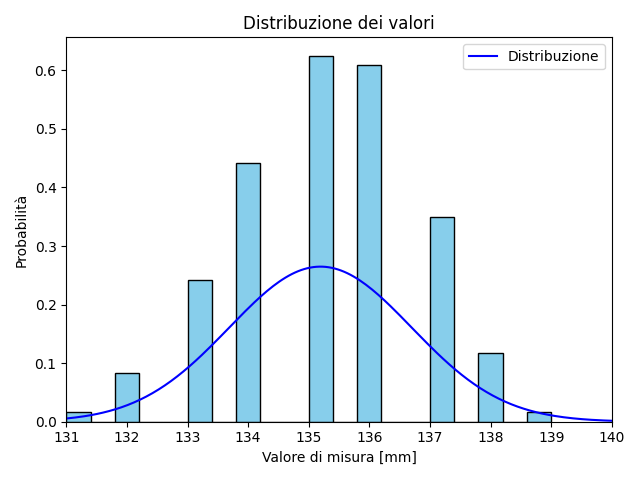 Distribuzione dei valori
Distribuzione
Probabilità
0.6
0.5
0.4
0.3
0.2
0.1
0.0
131 132 133 134 135 136 137 138 139 140
Valore di misura [mm]